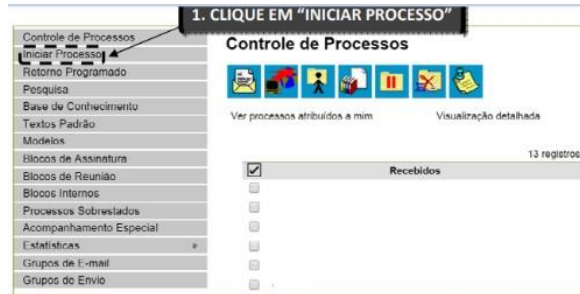 1. CLIQUE EM “INICIAR PROCESSO”
Controle de Processos
Iniciar Processo
Retorno Programado
Pesquisa
Base de Conhecimento
Textos Padrão
Modelos
Blocos de Assinatura
Blocos de Reunião
Blocos Internos
Processos Sobrestados
Acompanhamento Especial
Estatísticas
Grupos de E-mail
Grupos de Envio
Controle de Processos
Ver processos atribuídos a mim Visualização detalhada
13 registros
Recebidos